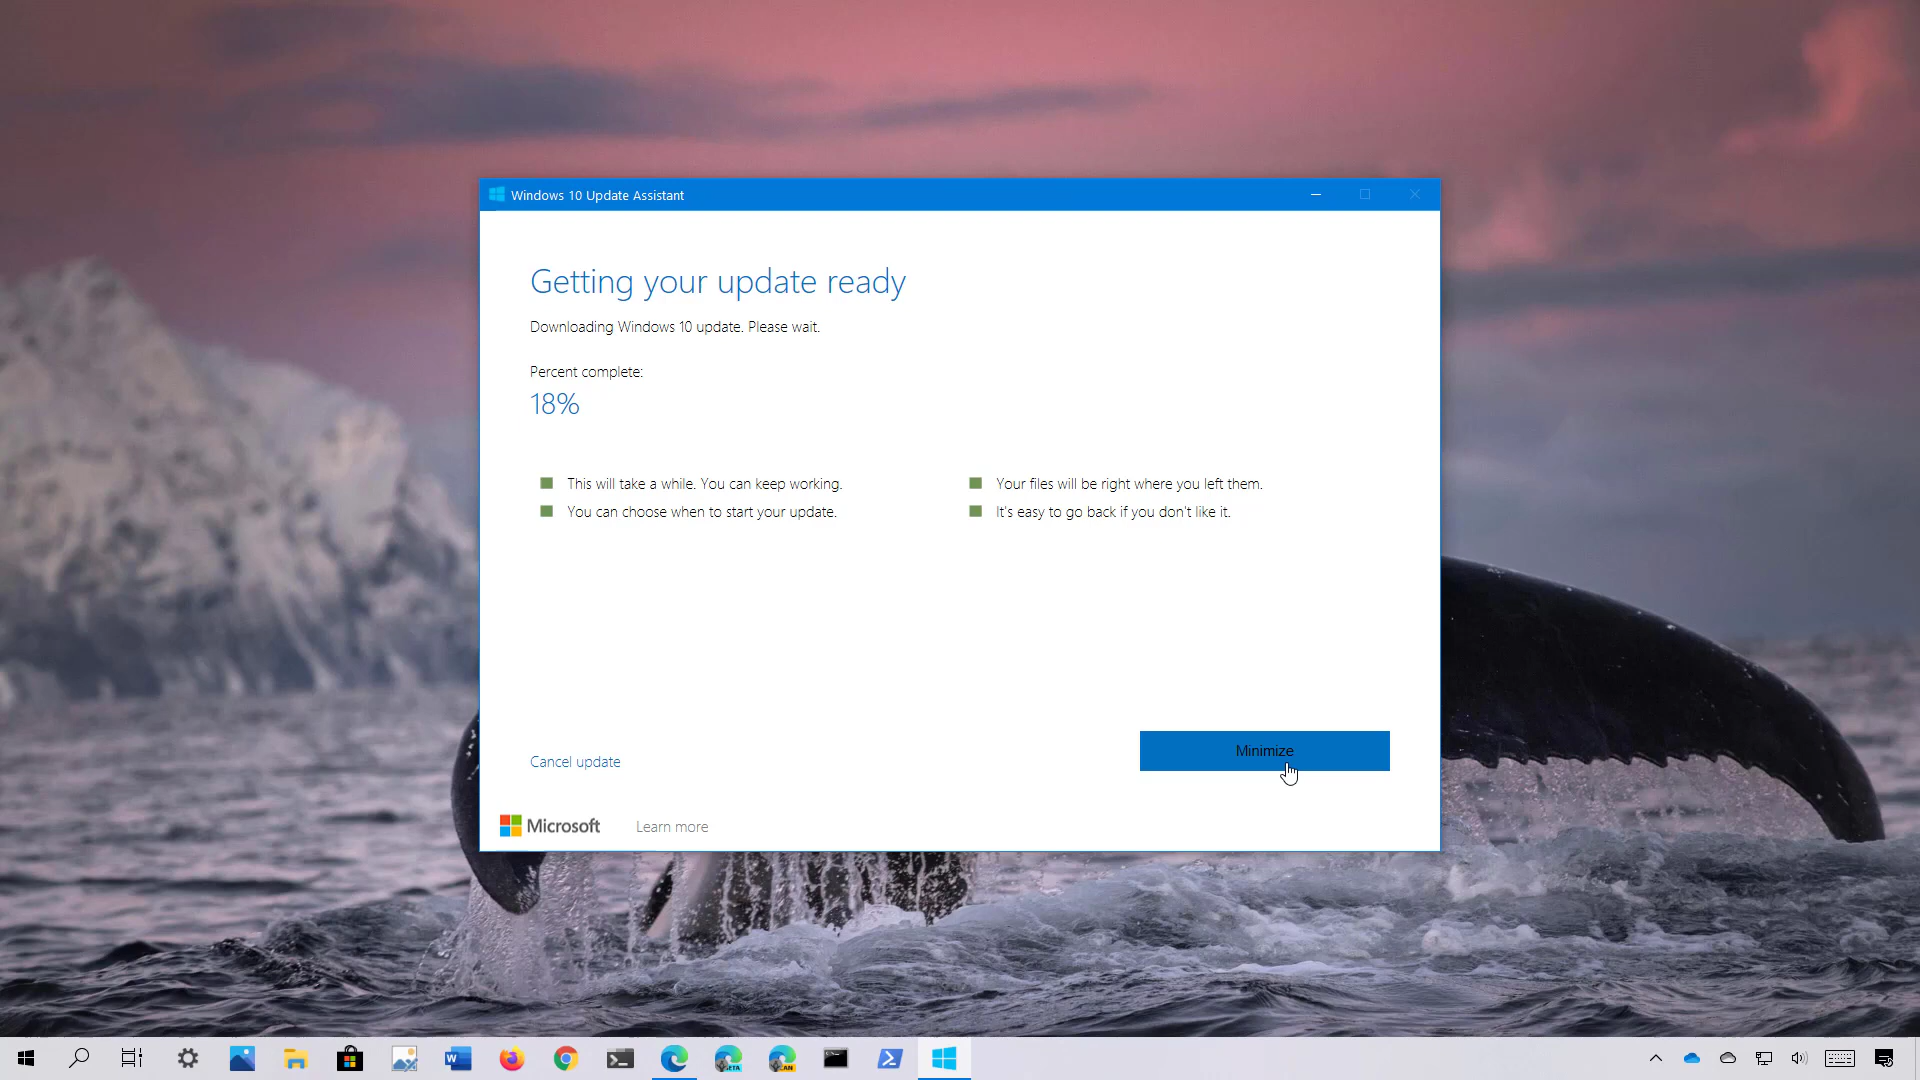 Windows 10 Update Assistant
Getting your update ready
Downloading Windows 10 update. Please wait.
Percent complete:
18%
This will take a while. You can keep working.
Your files will be right where you left them.
You can choose when to start your update.
It's easy to go back if you don't like it.
Minimize
Cancel update
Microsoft
Learn more
W
BETA
CAN